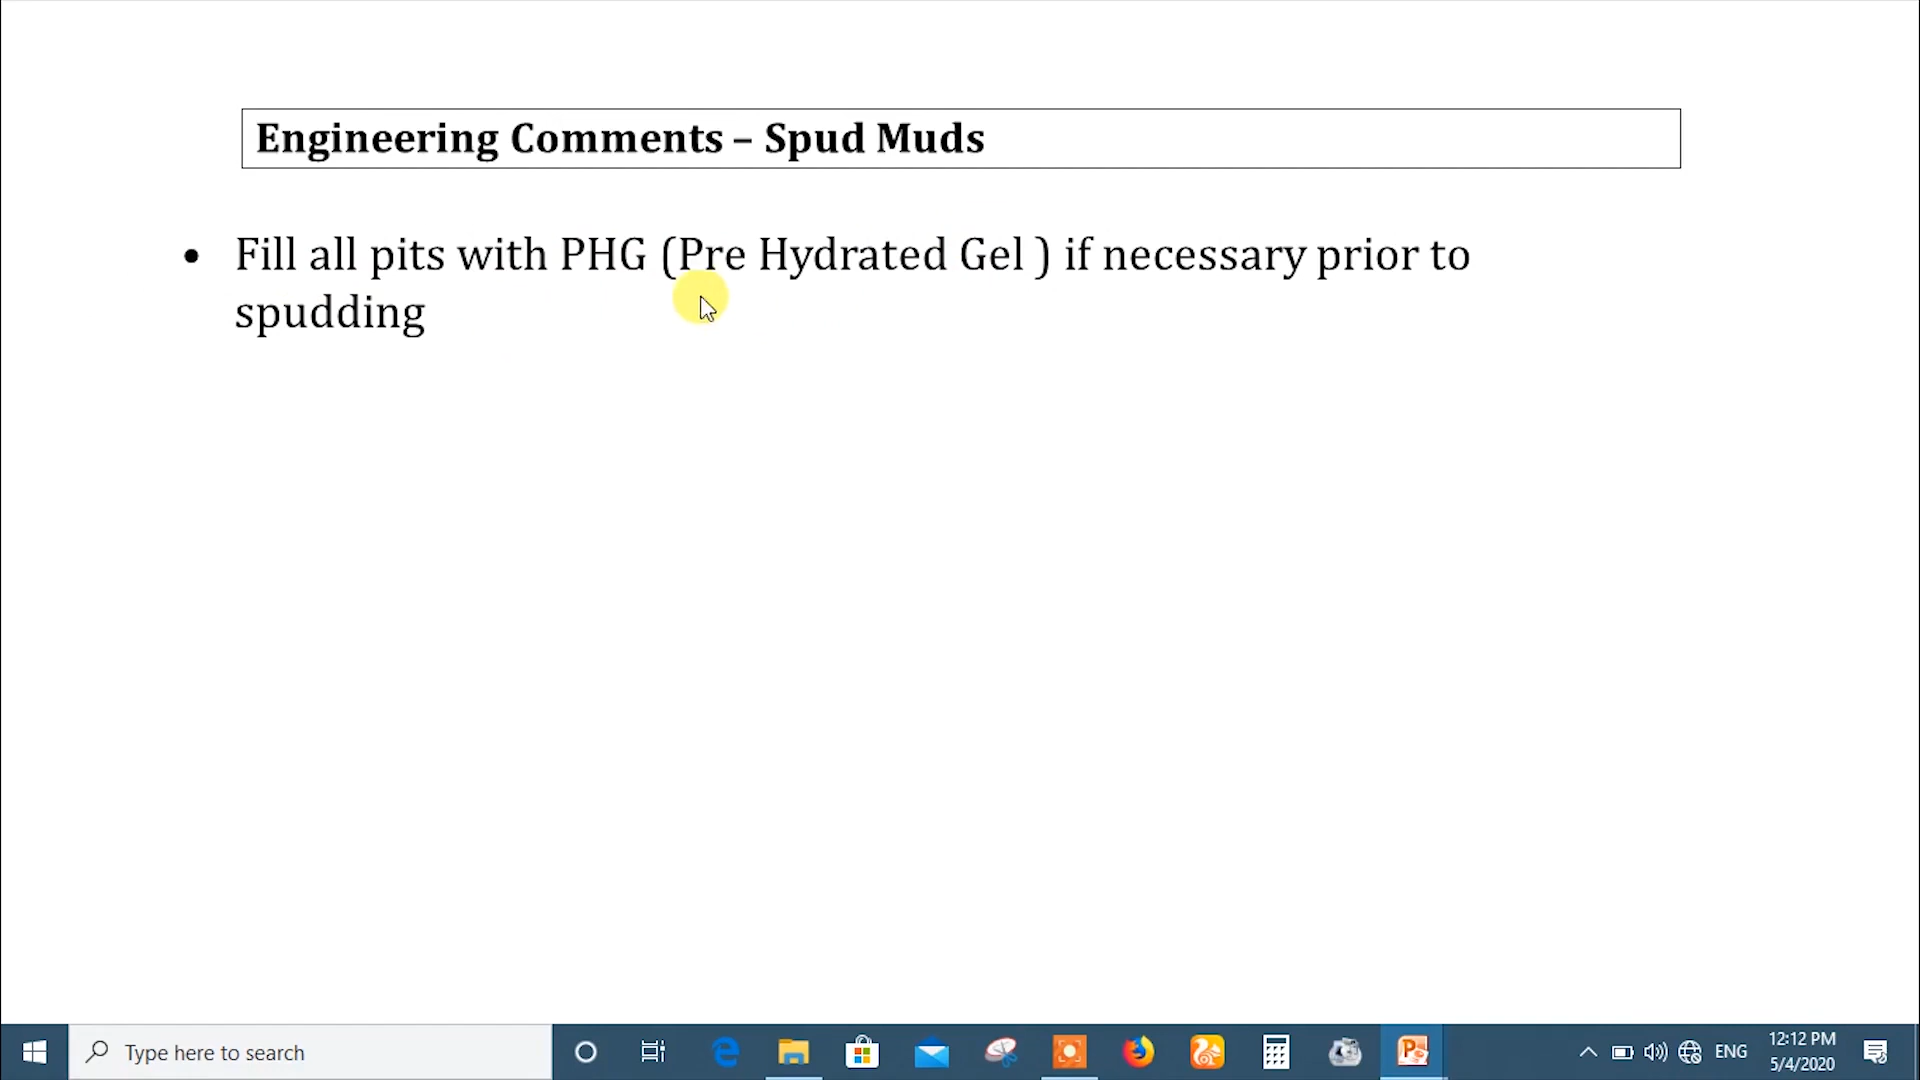 Engineering Comments – Spud Muds
• Fill all pits with PHG (Pre Hydrated Gel ) if necessary prior to
spudding
Type here to search
ENG
12:12 PM
5/4/2020